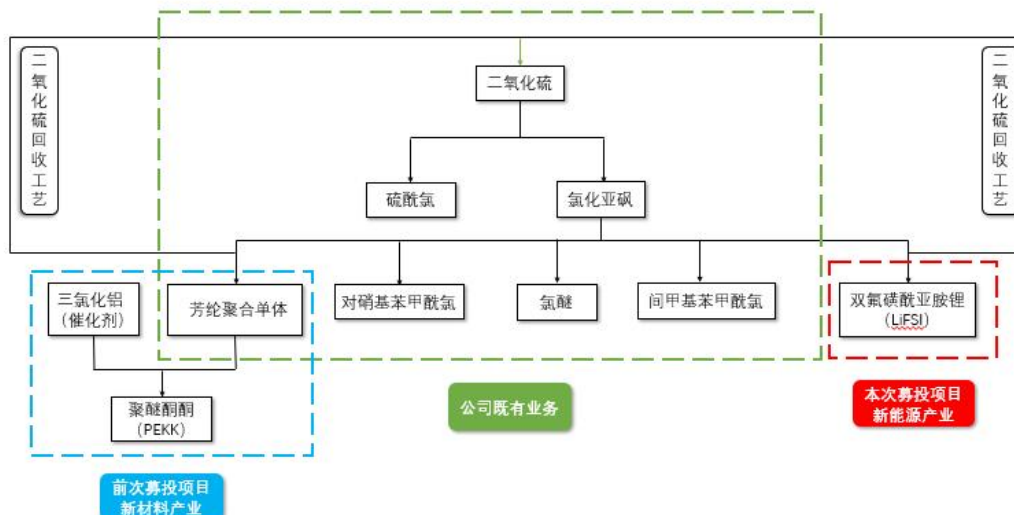 二氧化硫回收工艺
二氧化硫
二氧化硫回收工艺
硫酰氯
氯化亚砜
三氯化铝
（催化剂）
芳纶聚合单体
对硝基苯甲酰氯
氯醚
间甲基苯甲酰氯
双氟磺酰亚胺锂
（LiFSI）
聚醚酮酮
（PEKK）
公司既有业务
本次募投项目
新能源产业
前次募投项目
新材料产业